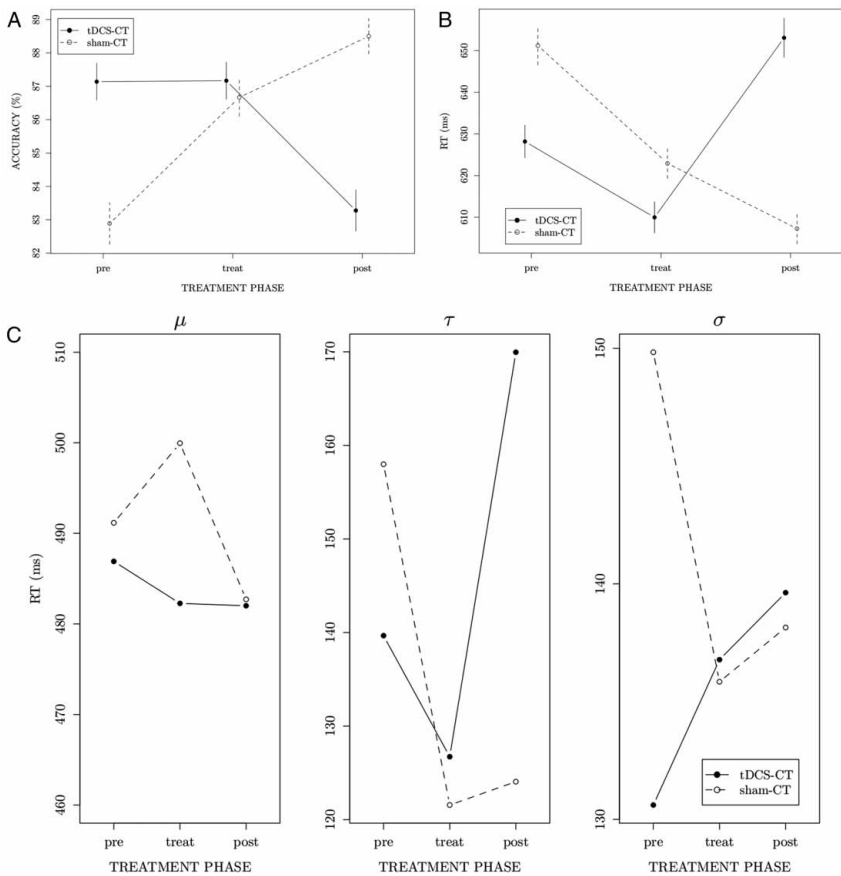 A
tDCS-CT
sham-CT
ACCURACY (%)
82 83 84 85 86 87 88 89
pre treat post
TREATMENT PHASE
B
RT (ms)
610 620 630 640 650
tDCS-CT
sham-CT
pre treat post
TREATMENT PHASE
C
μ
RT (ms)
460 470 480 490 500 510
pre treat post
TREATMENT PHASE
τ
120 130 140 150 160 170
pre treat post
TREATMENT PHASE
σ
130 140 150
tDCS-CT
sham-CT
pre treat post
TREATMENT PHASE